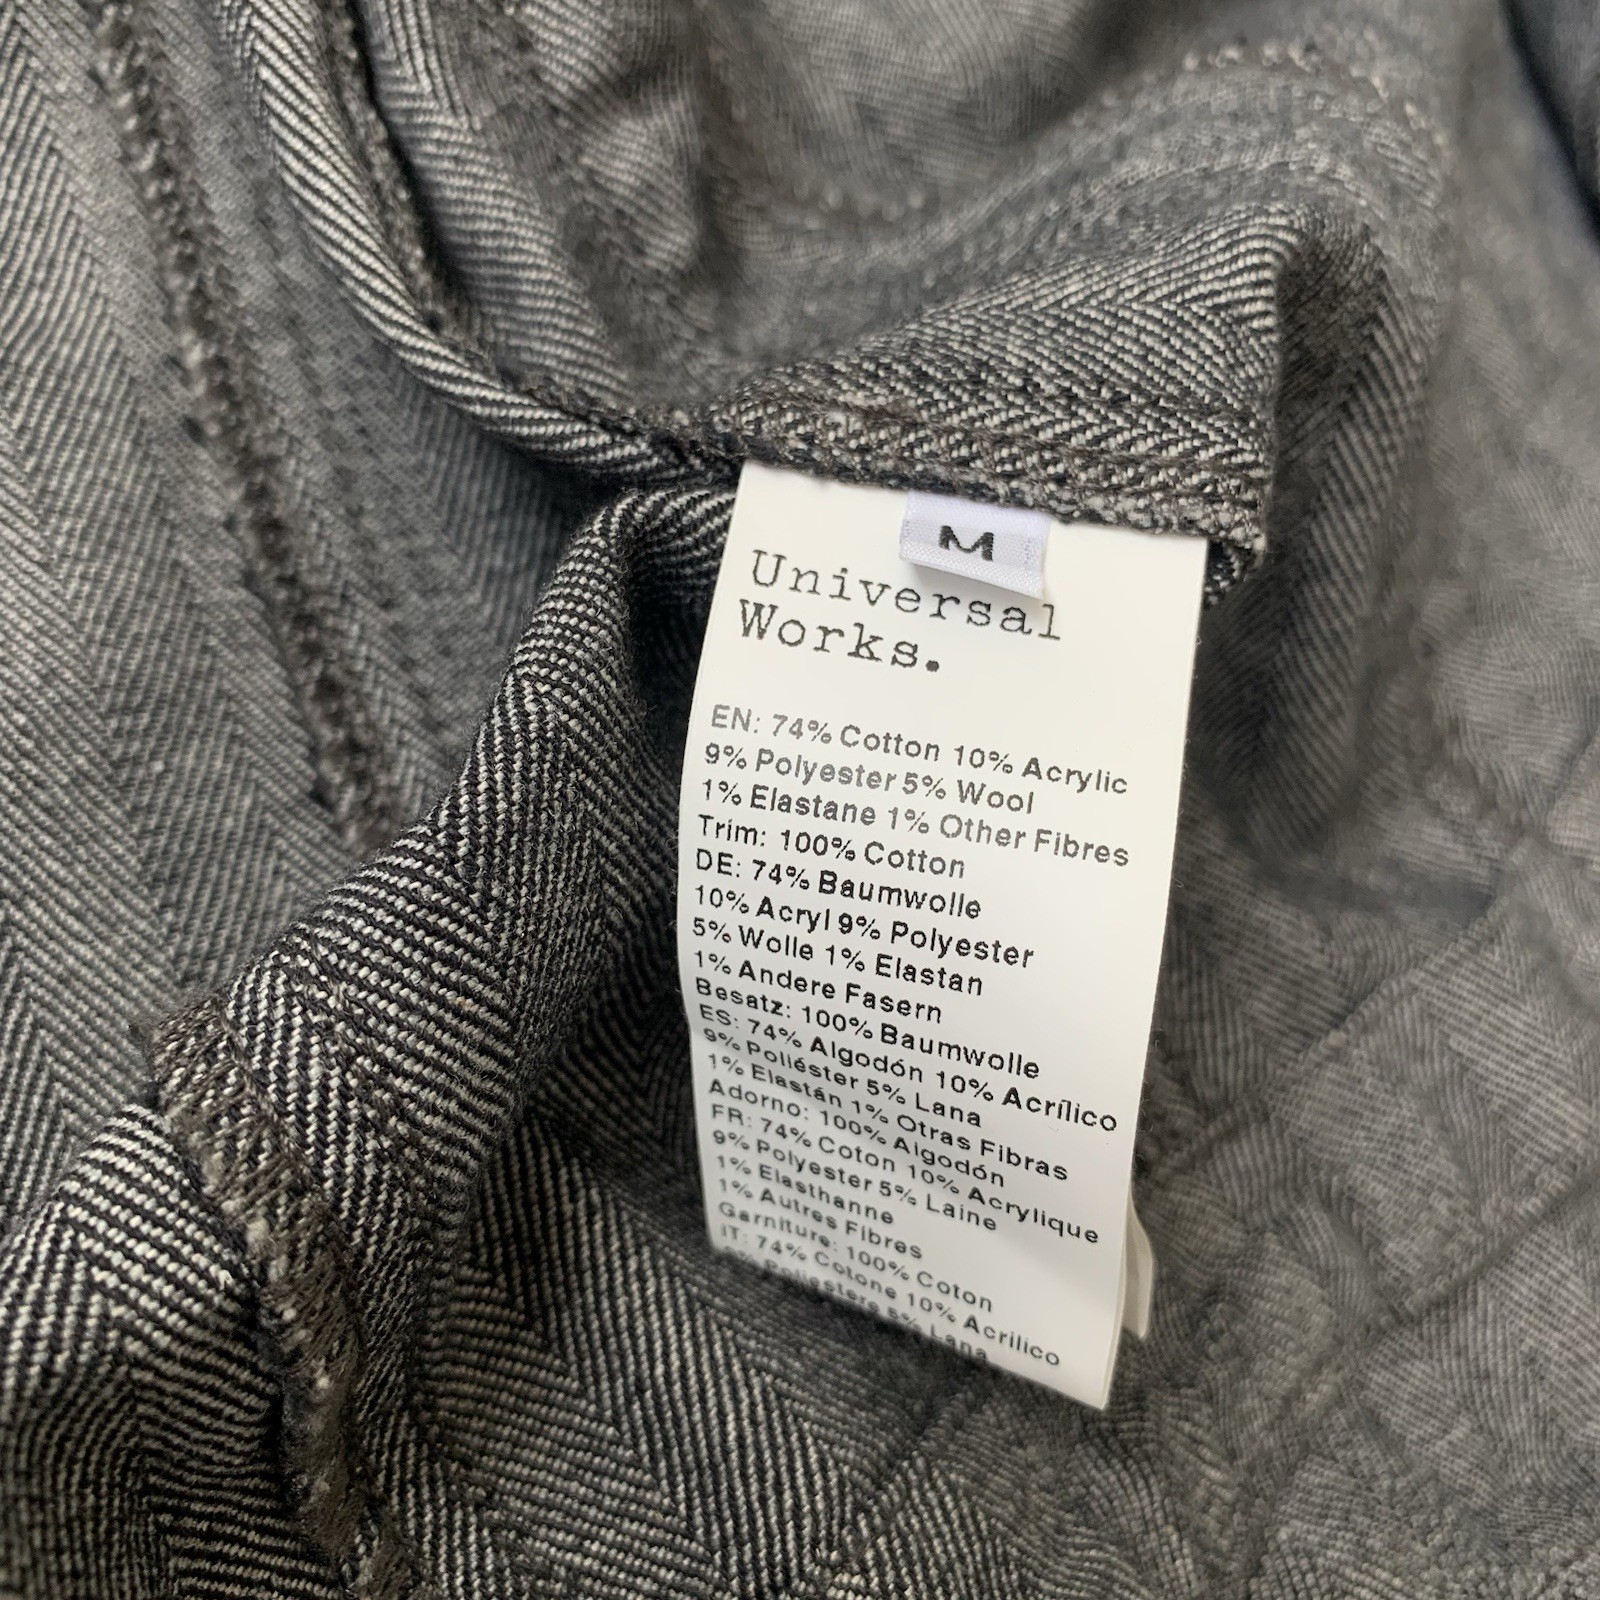 M
Universal
Works.
EN: 74% Cotton 10% Acrylic
9% Polyester 5% Wool
1% Elastane 1% Other Fibres
Trim: 100% Cotton
DE: 74% Baumwolle
10% Acryl 9% Polyester
5% Wolle 1% Elastan
1% Andere Fasern
Besatz: 100% Baumwolle
ES: 74% Algodón 10% Acrílico
9% Poliéster 5% Lana
1% Elastán 1% Otras Fibras
Adorno: 100% Algodón
FR: 74% Coton 10% Acrylique
9% Polyester 5% Laine
1% Elasthanne
1% Autres Fibres
Garniture: 100% Coton
IT: 74% Cotone 10% Acrilico
Poliestere 5% Lana